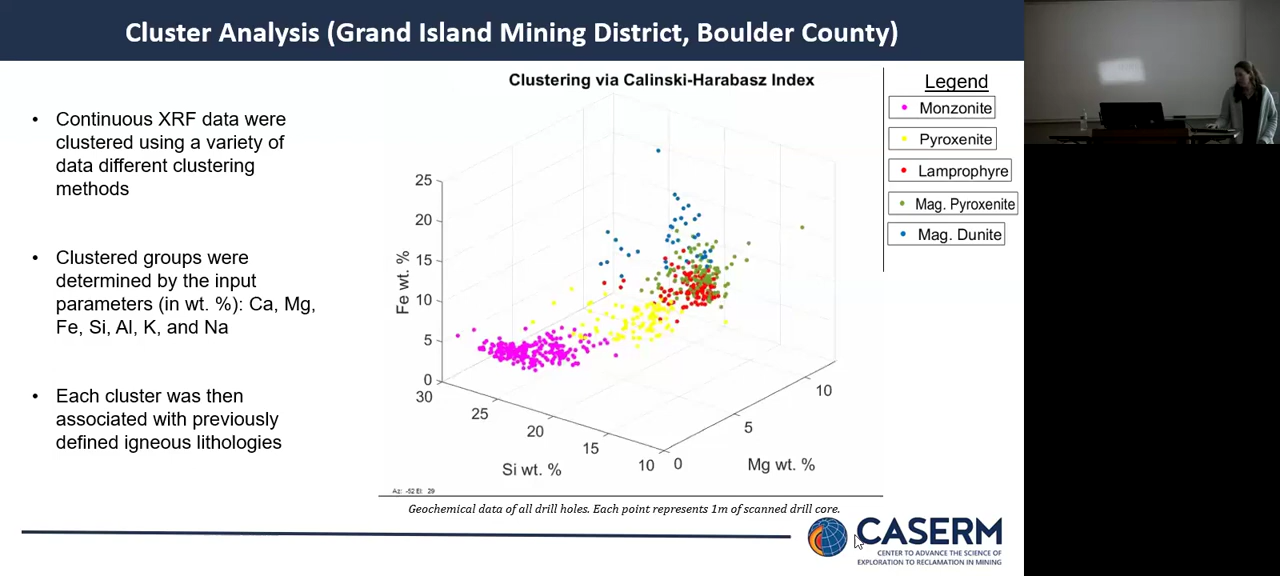 Cluster Analysis (Grand Island Mining District, Boulder County)
• Continuous XRF data were
clustered using a variety of
data different clustering
methods
• Clustered groups were
determined by the input
parameters (in wt. %): Ca, Mg,
Fe, Si, Al, K, and Na
• Each cluster was then
associated with previously
defined igneous lithologies
Clustering via Calinski-Harabasz Index
25
20
15
10
5
0
Fe wt. %
30
25
20
15
10
Si wt. %
0
5
10
Mg wt. %
Az: -52 El: 29
Legend
Monzonite
Pyroxenite
Lamprophyre
Mag. Pyroxenite
Mag. Dunite
Geochemical data of all drill holes. Each point represents 1m of scanned drill core.
CASERM
CENTER TO ADVANCE THE SCIENCE OF
EXPLORATION TO RECLAMATION IN MINING